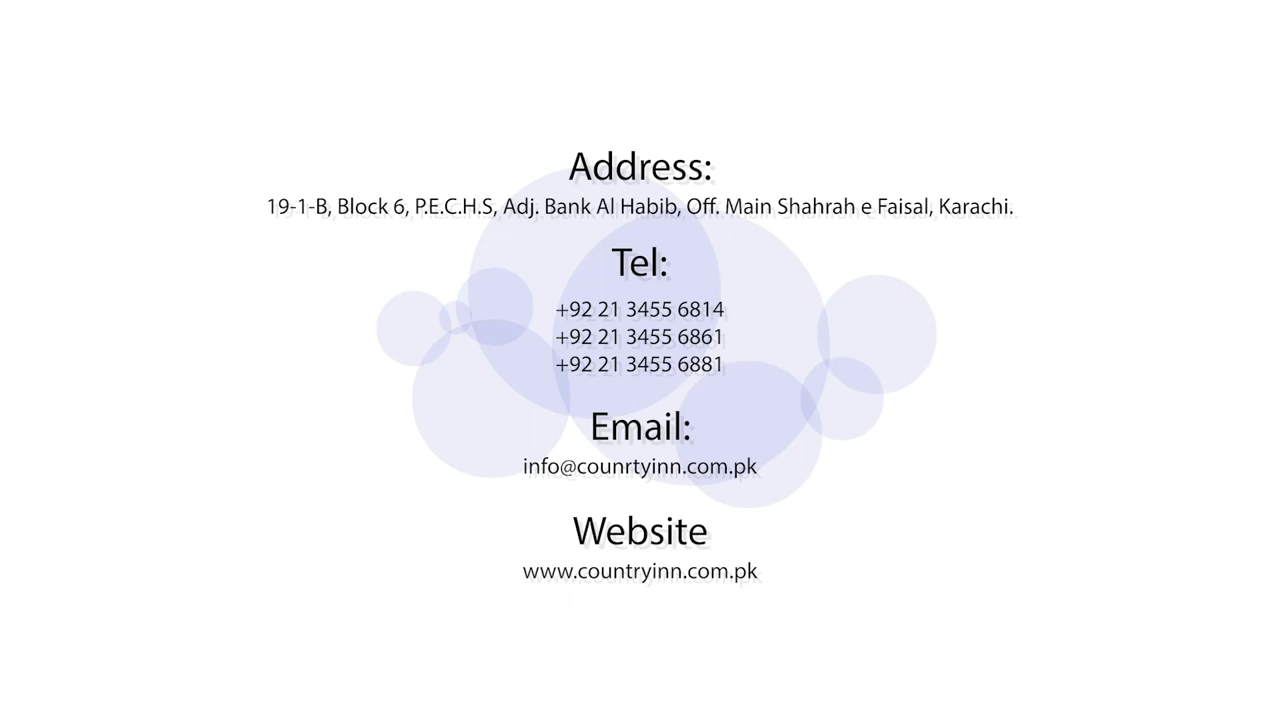 Address:
19-1-B, Block 6, P.E.C.H.S, Adj. Bank Al Habib, Off. Main Shahrah e Faisal, Karachi.
Tel:
+92 21 3455 6814
+92 21 3455 6861
+92 21 3455 6881
Email:
info@counrtyinn.com.pk
Website
www.countryinn.com.pk